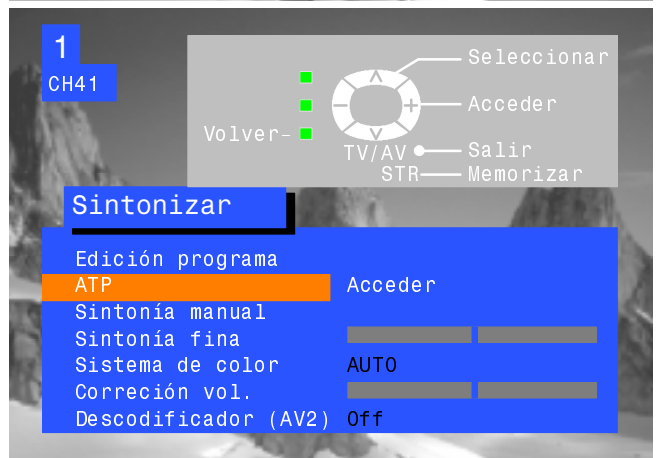 1
CH41
Seleccionar
Acceder
Volver
TV/AV Salir
STR Memorizar
Sintonizar
Edición programa
ATP Acceder
Sintonía manual
Sintonía fina
Sistema de color AUTO
Correción vol.
Descodificador (AV2) Off